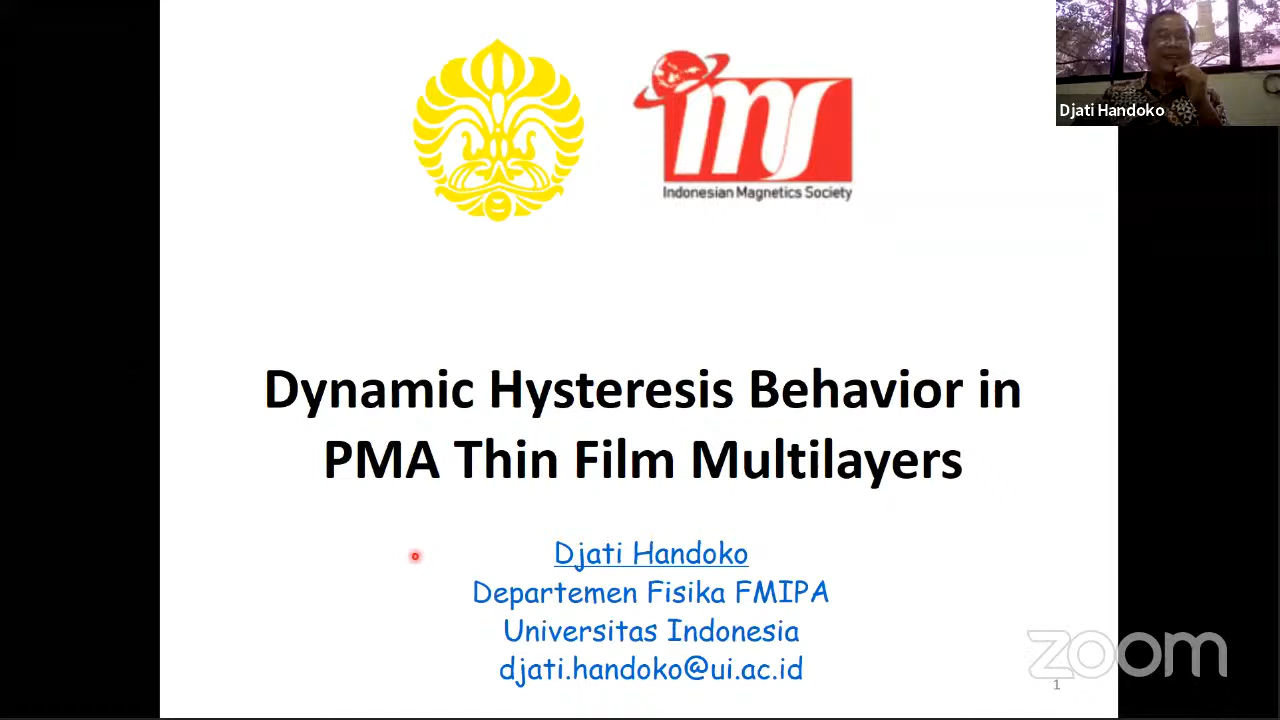 Djati Handoko
ims
Indonesian Magnetics Society
Dynamic Hysteresis Behavior in
PMA Thin Film Multilayers
Djati Handoko
Departemen Fisika FMIPA
Universitas Indonesia
djati.handoko@ui.ac.id
zoom
1